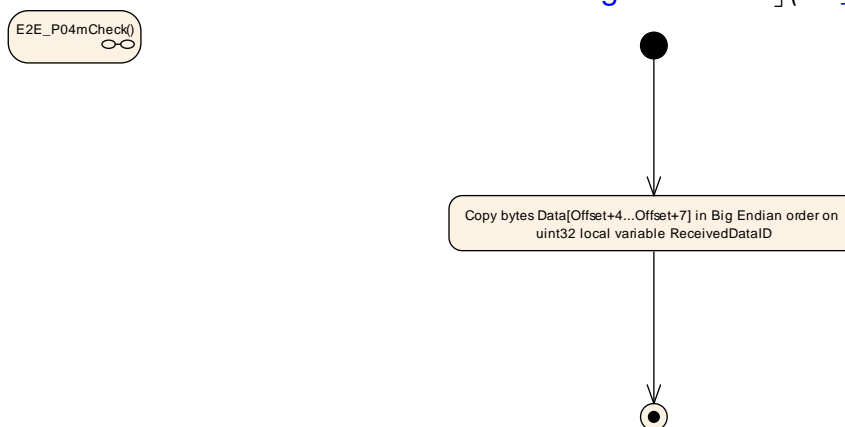 E2E_P04mCheck()
Copy bytes Data[Offset+4...Offset+7] in Big Endian order on
uint32 local variable ReceivedDataID